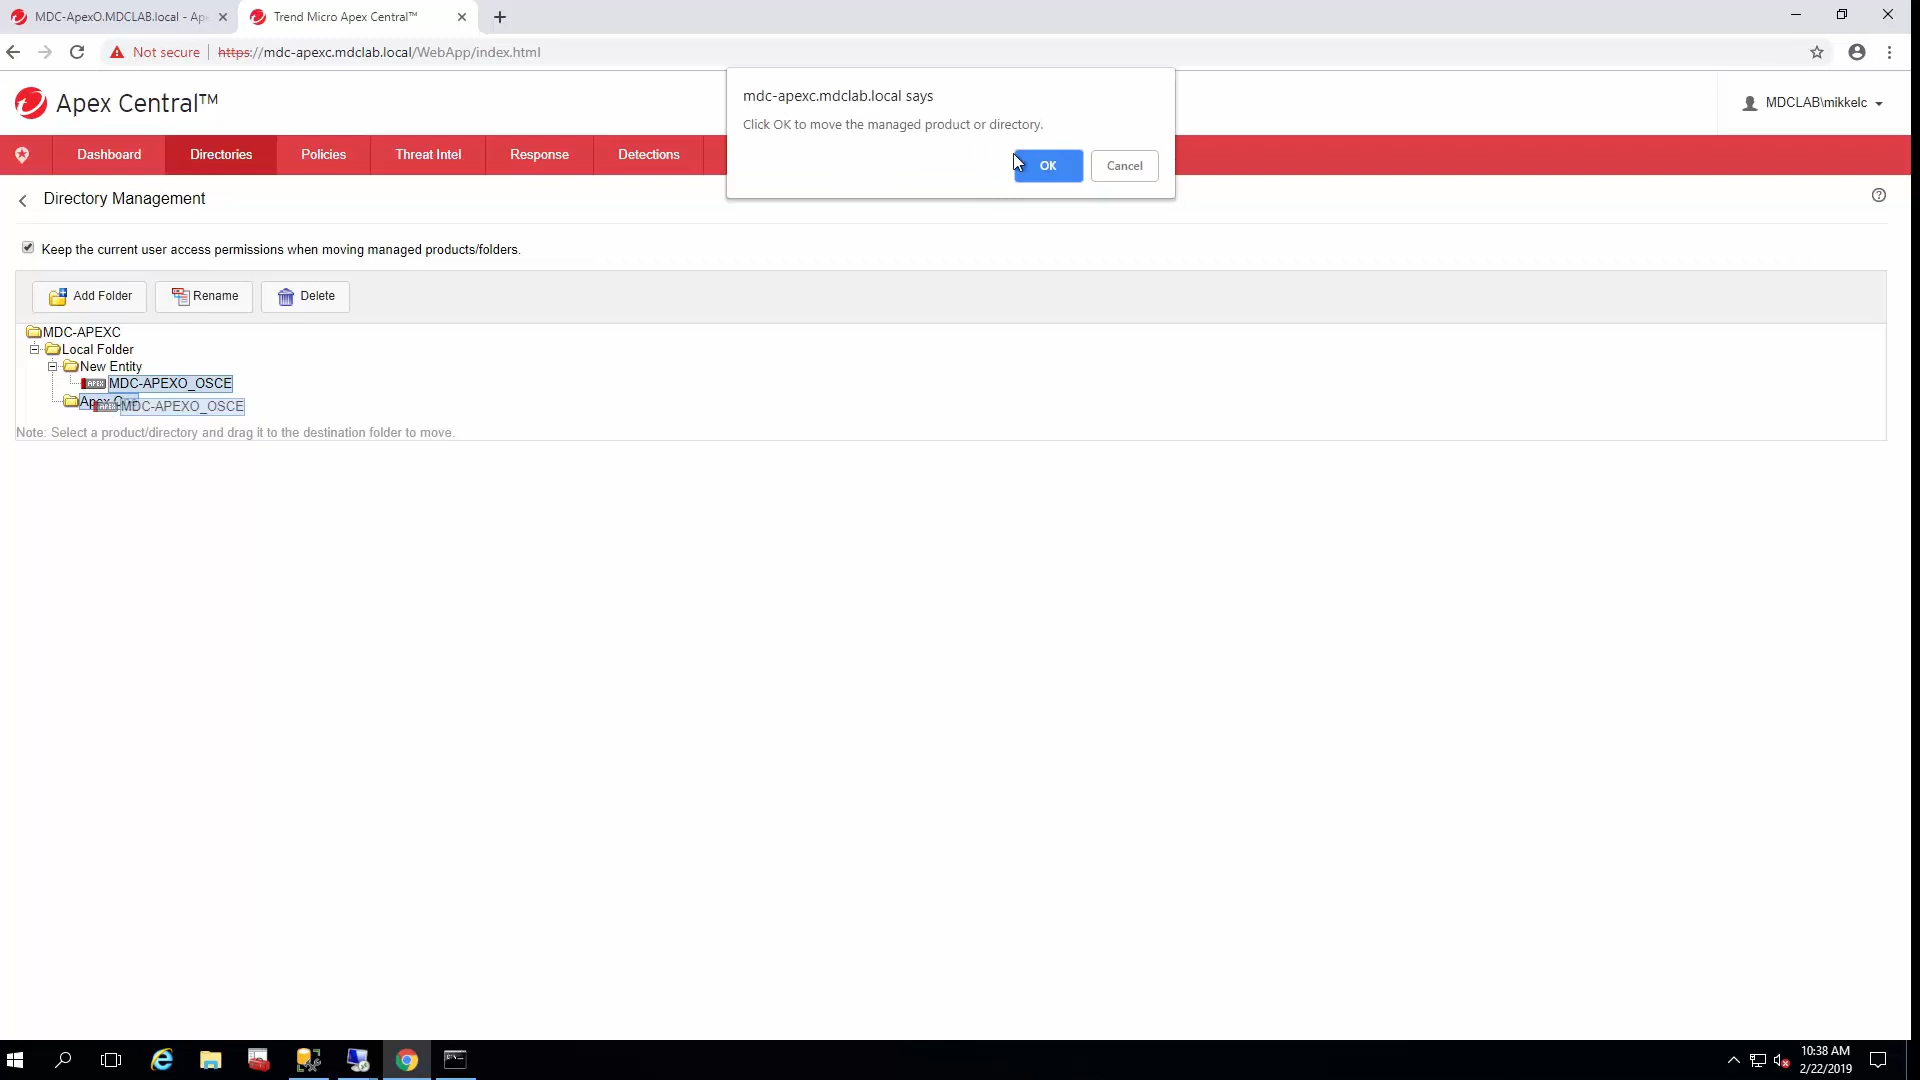 MDC-ApexO.MDCLAB.local - Ap
Trend Micro Apex Central™
Not secure
https://mdc-apexc.mdclab.local/WebApp/index.html
mdc-apexc.mdclab.local says
Click OK to move the managed product or directory.
OK
Cancel
Apex Central™
MDCLAB\mikkelc
Dashboard
Directories
Policies
Threat Intel
Response
Detections
Directory Management
Keep the current user access permissions when moving managed products/folders.
Add Folder
Rename
Delete
MDC-APEXC
Local Folder
New Entity
MDC-APEXO_OSCE
Apex
MDC-APEXO_OSCE
Note: Select a product/directory and drag it to the destination folder to move.
10:38 AM
2/22/2019